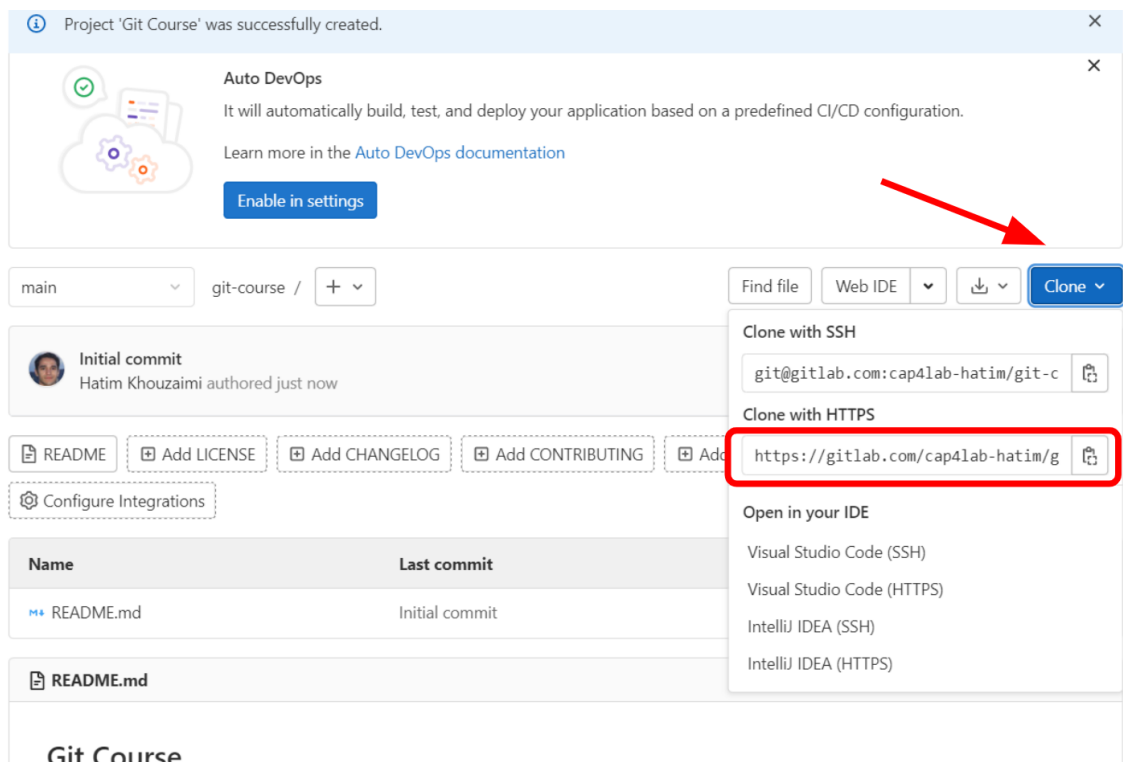 Project 'Git Course' was successfully created.
Auto DevOps
It will automatically build, test, and deploy your application based on a predefined CI/CD configuration.
Learn more in the Auto DevOps documentation
Enable in settings
main
git-course /
Find file
Web IDE
Clone
Clone with SSH
git@gitlab.com:cap4lab-hatim/git-c
Clone with HTTPS
https://gitlab.com/cap4lab-hatim/g
Open in your IDE
Visual Studio Code (SSH)
Visual Studio Code (HTTPS)
IntelliJ IDEA (SSH)
IntelliJ IDEA (HTTPS)
Initial commit
Hatim Khouzaimi authored just now
README
Add LICENSE
Add CHANGELOG
Add CONTRIBUTING
Add
Configure Integrations
Name
Last commit
M↓ README.md
Initial commit
README.md
Git Course